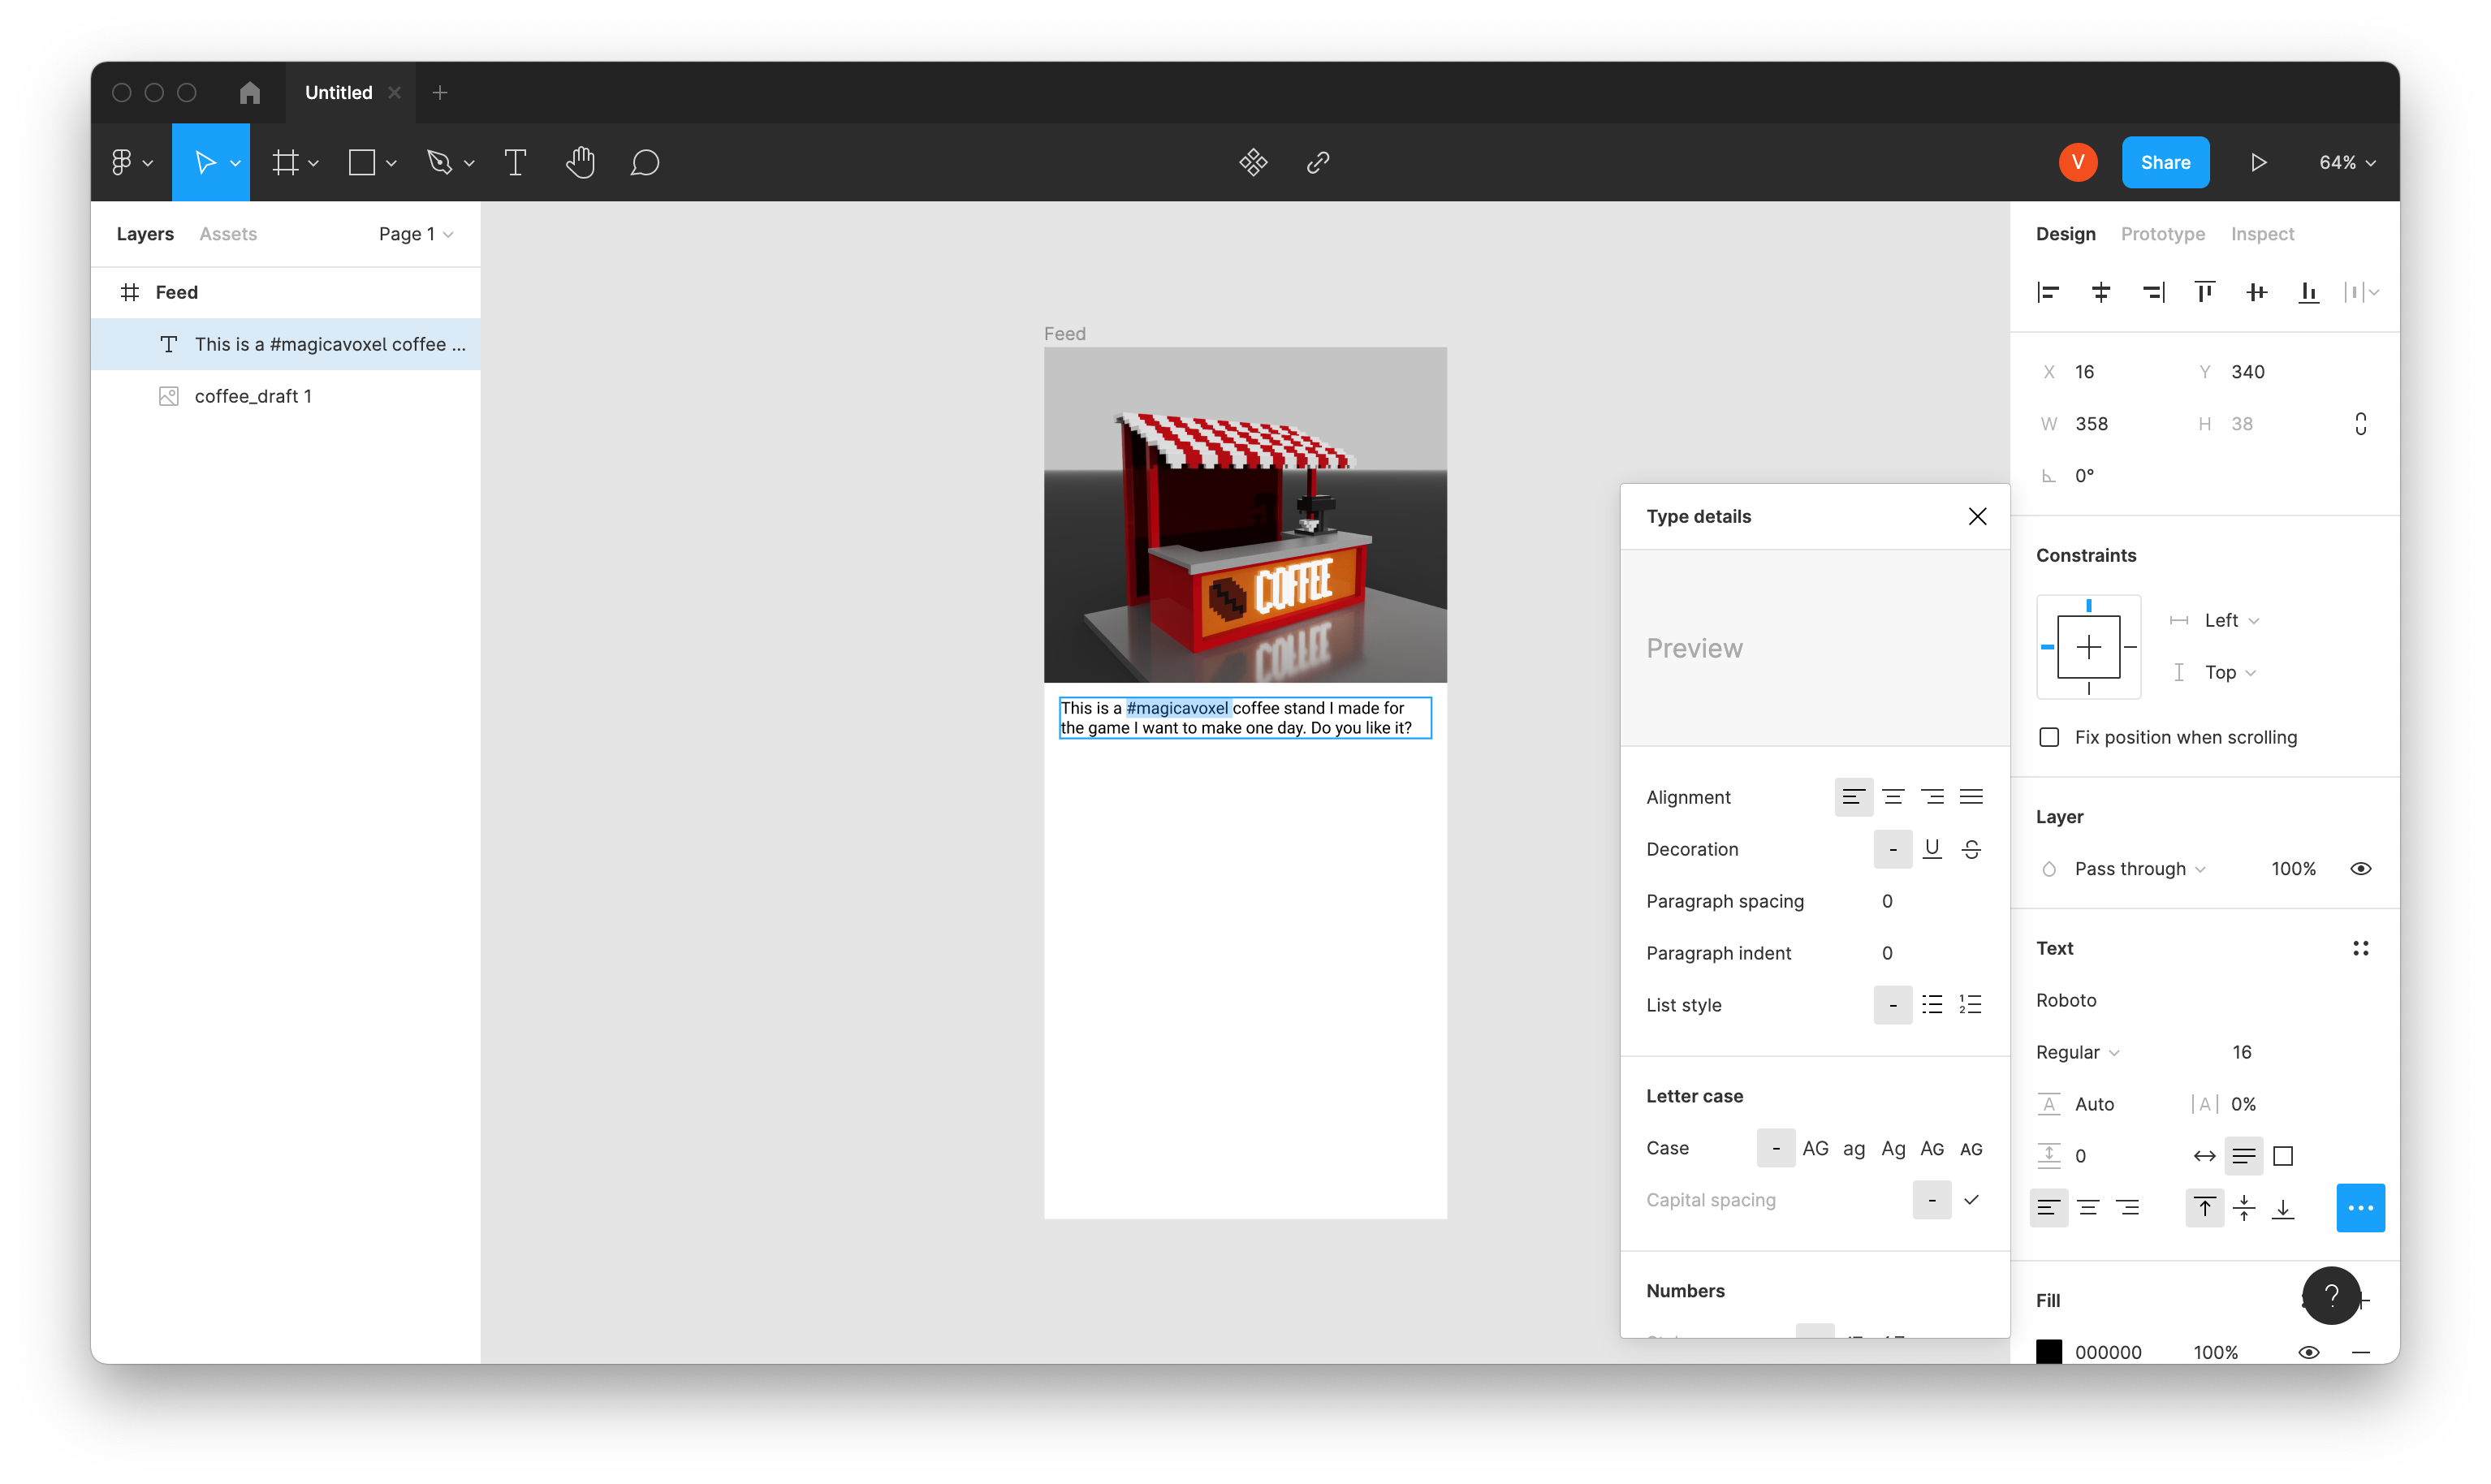 Untitled
Share
V
64%
Layers
Assets
Page 1
Feed
This is a #magicavoxel coffee ...
coffee_draft 1
Feed
COFFEE
This is a #magicavoxel coffee stand I made for
the game I want to make one day. Do you like it?
Type details
Preview
Alignment
Decoration
-
U
S
Paragraph spacing
0
Paragraph indent
0
List style
-
Letter case
Case
- AG ag Ag AG AG
Capital spacing
-
Numbers
Design
Prototype
Inspect
X 16
Y 340
W 358
H 38
0°
Constraints
Left
Top
Fix position when scrolling
Layer
Pass through
100%
Text
Roboto
Regular
16
A Auto
|A| 0%
0
...
Fill
?
000000
100%